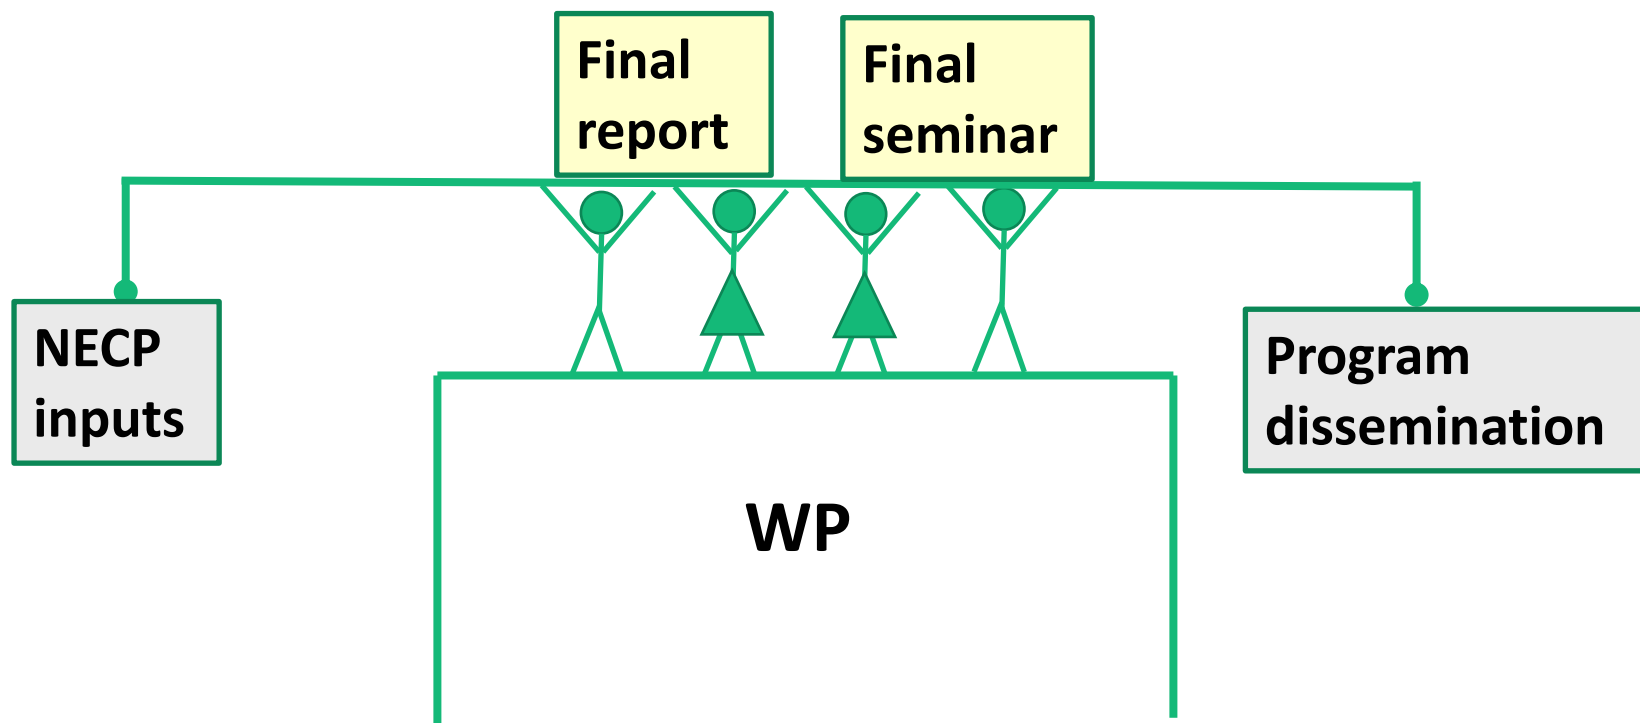 Final
report
Final
seminar
NECP
inputs
Program
dissemination
WP